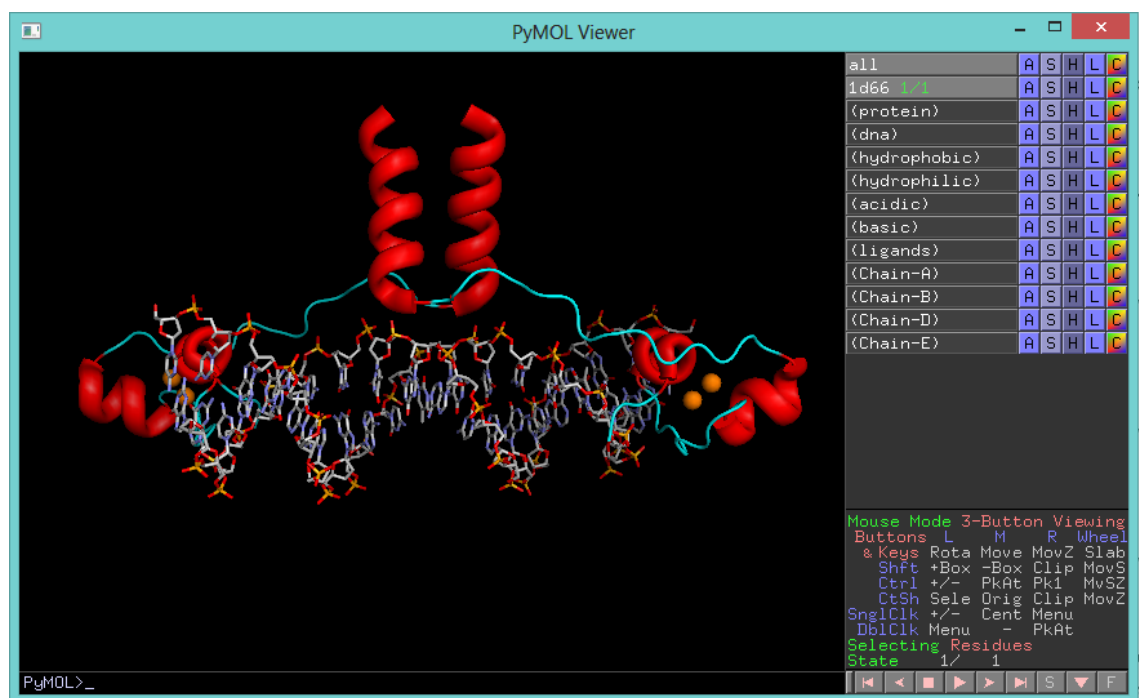 PyMOL Viewer
all A S H L C
1d66 1/1 A S H L C
(protein) A S H L C
(dna) A S H L C
(hydrophobic) A S H L C
(hydrophilic) A S H L C
(acidic) A S H L C
(basic) A S H L C
(ligands) A S H L C
(Chain-A) A S H L C
(Chain-B) A S H L C
(Chain-D) A S H L C
(Chain-E) A S H L C
Mouse Mode 3-Button Viewing
Buttons L M R Wheel
& Keys Rota Move MovZ Slab
Shft +Box -Box Clip MovS
Ctrl +/- PkAt Pk1 MvSZ
CtSh Sele Orig Clip MovZ
SnglClk +/- Cent Menu
DblClk Menu - PkAt
Selecting Residues
State 1/ 1
PyMOL>_
S F